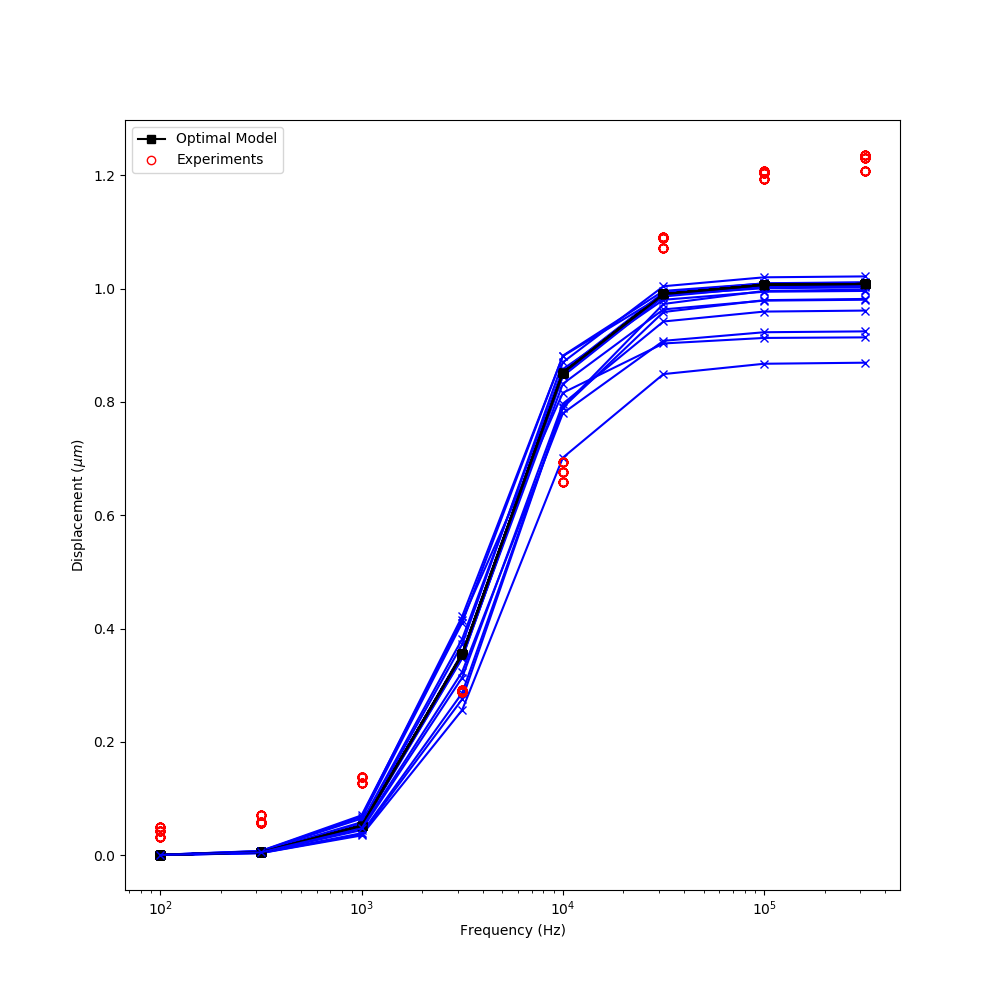 Optimal Model
Experiments
1.2
1.0
0.8
0.6
0.4
0.2
0.0
Displacement (μm)
10²
10³
10⁴
10⁵
Frequency (Hz)